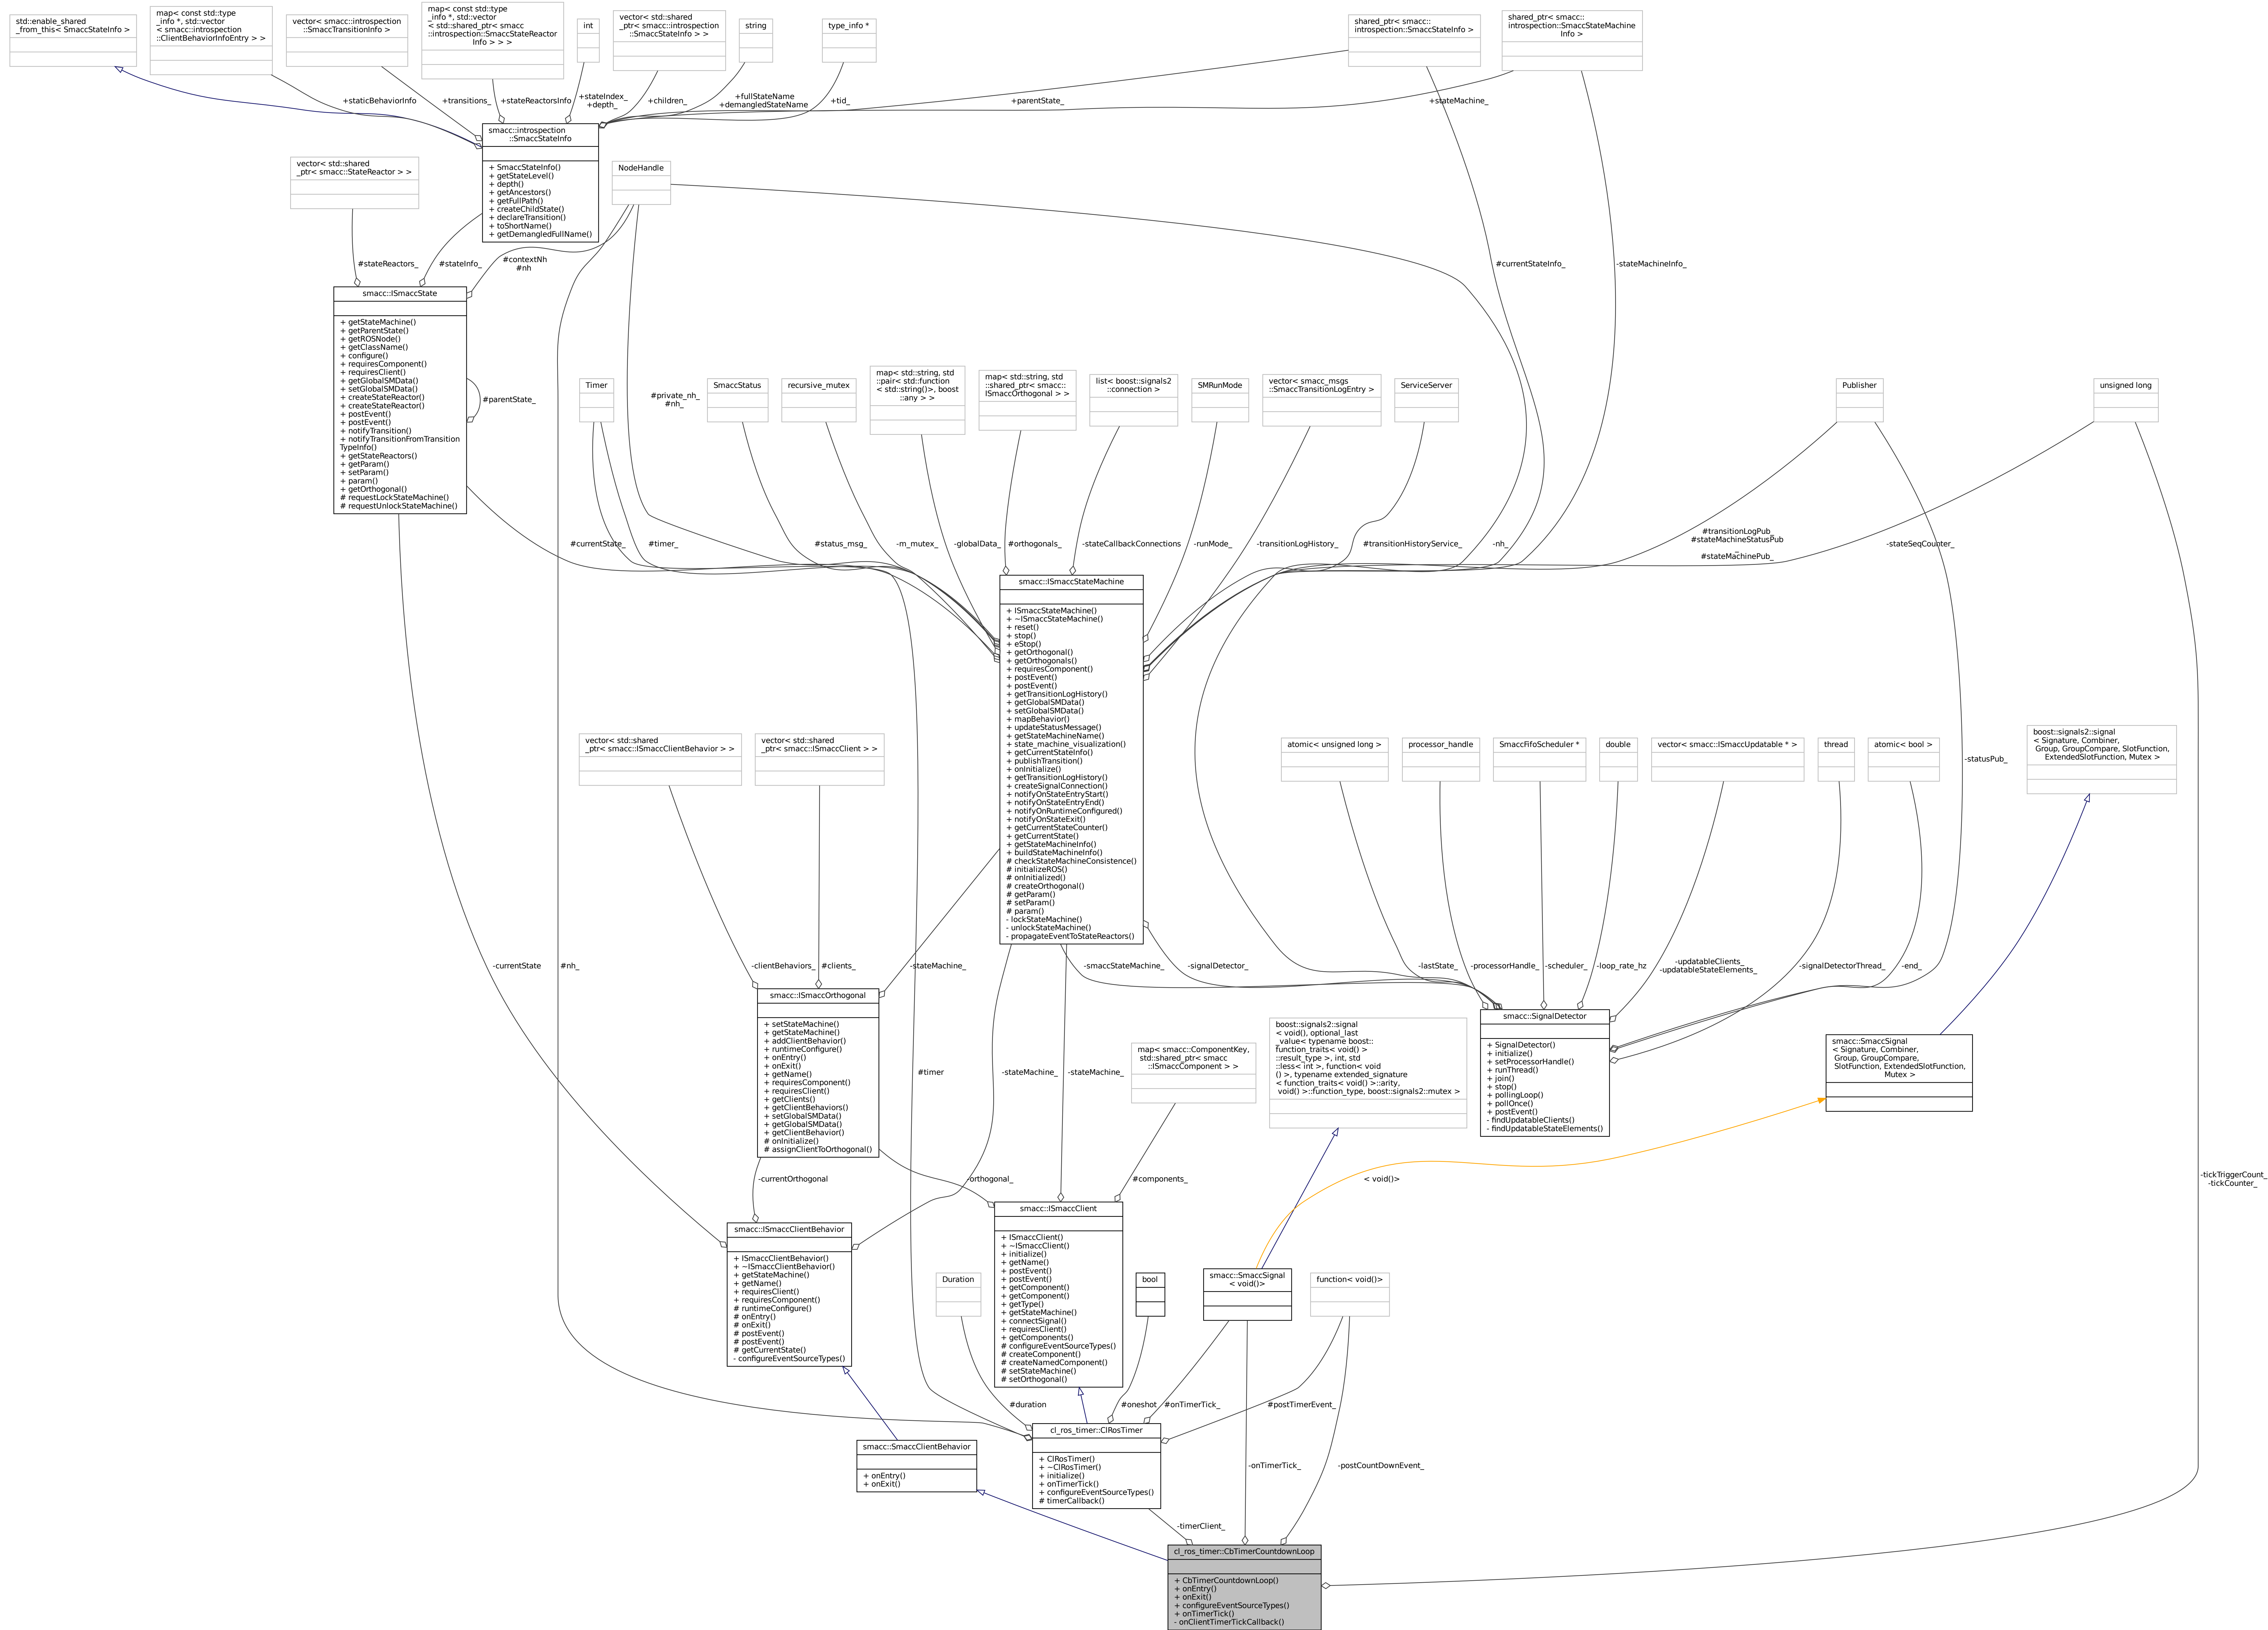 std::enable_shared
_from_this< SmaccStateInfo >
map< const std::type
_info *, std::vector
< smacc::introspection
::ClientBehaviorInfoEntry > >
vector< smacc::introspection
::SmaccTransitionInfo >
map< const std::type
_info *, std::vector
< std::shared_ptr< smacc
::introspection::SmaccStateReactor
Info > > >
int
vector< std::shared
_ptr< smacc::introspection
::SmaccStateInfo > >
string
type_info *
shared_ptr< smacc::
introspection::SmaccStateInfo >
shared_ptr< smacc::
introspection::SmaccStateMachine
Info >
+staticBehaviorInfo
+transitions_
+stateReactorsInfo
+stateIndex_
+depth_
+children_
+fullStateName
+demangledStateName
+tid_
+parentState_
+stateMachine_
smacc::introspection
::SmaccStateInfo
+ SmaccStateInfo()
+ getStateLevel()
+ depth()
+ getAncestors()
+ getFullPath()
+ createChildState()
+ declareTransition()
+ toShortName()
+ getDemangledFullName()
vector< std::shared
_ptr< smacc::StateReactor > >
NodeHandle
#stateReactors_
#stateInfo_
#contextNh
#nh
#currentStateInfo_
-stateMachineInfo_
smacc::ISmaccState
+ getStateMachine()
+ getParentState()
+ getROSNode()
+ getClassName()
+ configure()
+ requiresComponent()
+ requiresClient()
+ getGlobalSMData()
+ setGlobalSMData()
+ createStateReactor()
+ createStateReactor()
+ postEvent()
+ postEvent()
+ notifyTransition()
+ notifyTransitionFromTransition
TypeInfo()
+ getStateReactors()
+ getParam()
+ setParam()
+ param()
+ getOrthogonal()
# requestLockStateMachine()
# requestUnlockStateMachine()
#parentState_
Timer
#private_nh_
#nh_
SmaccStatus
recursive_mutex
map< std::string, std
::pair< std::function
< std::string()>, boost
::any > >
map< std::string, std
::shared_ptr< smacc::
ISmaccOrthogonal > >
list< boost::signals2
::connection >
SMRunMode
vector< smacc_msgs
::SmaccTransitionLogEntry >
ServiceServer
Publisher
unsigned long
#currentState_
#timer_
#status_msg_
-m_mutex_
-globalData_
#orthogonals_
-stateCallbackConnections
-runMode_
-transitionLogHistory_
#transitionHistoryService_
-nh_
#transitionLogPub_
#stateMachineStatusPub
_
#stateMachinePub_
-stateSeqCounter_
smacc::ISmaccStateMachine
+ ISmaccStateMachine()
+ ~ISmaccStateMachine()
+ reset()
+ stop()
+ eStop()
+ getOrthogonal()
+ getOrthogonals()
+ requiresComponent()
+ postEvent()
+ postEvent()
+ getTransitionLogHistory()
+ getGlobalSMData()
+ setGlobalSMData()
+ mapBehavior()
+ updateStatusMessage()
+ getStateMachineName()
+ state_machine_visualization()
+ getCurrentStateInfo()
+ publishTransition()
+ onInitialize()
+ getTransitionLogHistory()
+ createSignalConnection()
+ notifyOnStateEntryStart()
+ notifyOnStateEntryEnd()
+ notifyOnRuntimeConfigured()
+ notifyOnStateExit()
+ getCurrentStateCounter()
+ getCurrentState()
+ getStateMachineInfo()
+ buildStateMachineInfo()
# checkStateMachineConsistence()
# initializeROS()
# onInitialized()
# createOrthogonal()
# getParam()
# setParam()
# param()
- lockStateMachine()
- unlockStateMachine()
- propagateEventToStateReactors()
vector< std::shared
_ptr< smacc::ISmaccClientBehavior > >
vector< std::shared
_ptr< smacc::ISmaccClient > >
atomic< unsigned long >
processor_handle
SmaccFifoScheduler *
double
vector< smacc::ISmaccUpdatable * >
thread
atomic< bool >
-statusPub_
boost::signals2::signal
< Signature, Combiner,
Group, GroupCompare, SlotFunction,
ExtendedSlotFunction, Mutex >
-currentState
#nh_
-clientBehaviors_
#clients_
-stateMachine_
-smaccStateMachine_
-signalDetector_
-lastState_
-processorHandle_
-scheduler_
-loop_rate_hz
-updatableClients_
-updatableStateElements_
-signalDetectorThread_
-end_
smacc::ISmaccOrthogonal
+ setStateMachine()
+ getStateMachine()
+ addClientBehavior()
+ runtimeConfigure()
+ onEntry()
+ onExit()
+ getName()
+ requiresComponent()
+ requiresClient()
+ getClients()
+ getClientBehaviors()
+ setGlobalSMData()
+ getGlobalSMData()
+ getClientBehavior()
# onInitialize()
# assignClientToOrthogonal()
#timer
-stateMachine_
-stateMachine_
map< smacc::ComponentKey,
std::shared_ptr< smacc
::ISmaccComponent > >
boost::signals2::signal
< void(), optional_last
_value< typename boost::
function_traits< void() >
::result_type >, int, std
::less< int >, function< void
() >, typename extended_signature
< function_traits< void() >::arity,
void() >::function_type, boost::signals2::mutex >
smacc::SignalDetector
+ SignalDetector()
+ initialize()
+ setProcessorHandle()
+ runThread()
+ join()
+ stop()
+ pollingLoop()
+ pollOnce()
+ postEvent()
- findUpdatableClients()
- findUpdatableStateElements()
smacc::SmaccSignal
< Signature, Combiner,
Group, GroupCompare,
SlotFunction, ExtendedSlotFunction,
Mutex >
-currentOrthogonal
-orthogonal_
#components_
< void()>
-tickTriggerCount_
-tickCounter_
smacc::ISmaccClientBehavior
+ ISmaccClientBehavior()
+ ~ISmaccClientBehavior()
+ getStateMachine()
+ getName()
+ requiresClient()
+ requiresComponent()
# runtimeConfigure()
# onEntry()
# onExit()
# postEvent()
# postEvent()
# getCurrentState()
- configureEventSourceTypes()
smacc::ISmaccClient
+ ISmaccClient()
+ ~ISmaccClient()
+ initialize()
+ getName()
+ postEvent()
+ postEvent()
+ getComponent()
+ getComponent()
+ getType()
+ getStateMachine()
+ connectSignal()
+ requiresClient()
+ getComponents()
# configureEventSourceTypes()
# createComponent()
# createNamedComponent()
# setStateMachine()
# setOrthogonal()
Duration
bool
smacc::SmaccSignal
< void()>
function< void()>
#duration
#oneshot
#onTimerTick_
#postTimerEvent_
smacc::SmaccClientBehavior
+ onEntry()
+ onExit()
cl_ros_timer::ClRosTimer
+ ClRosTimer()
+ ~ClRosTimer()
+ initialize()
+ onTimerTick()
+ configureEventSourceTypes()
# timerCallback()
-onTimerTick_
-postCountDownEvent_
-timerClient_
cl_ros_timer::CbTimerCountdownLoop
+ CbTimerCountdownLoop()
+ onEntry()
+ onExit()
+ configureEventSourceTypes()
+ onTimerTick()
- onClientTimerTickCallback()